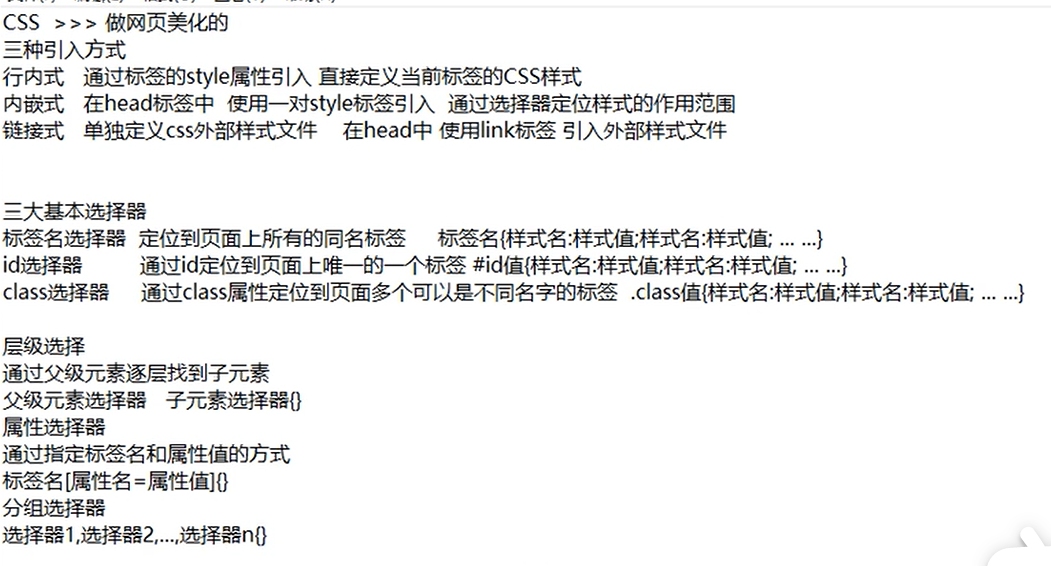 CSS >>> 做网页美化的
三种引入方式
行内式 通过标签的style属性引入 直接定义当前标签的CSS样式
内嵌式 在head标签中 使用一对style标签引入 通过选择器定位样式的作用范围
链接式 单独定义css外部样式文件 在head中 使用link标签 引入外部样式文件
三大基本选择器
标签名选择器 定位到页面上所有的同名标签 标签名{样式名:样式值;样式名:样式值; ... ...}
id选择器 通过id定位到页面上唯一的一个标签 #id值{样式名:样式值;样式名:样式值; ... ...}
class选择器 通过class属性定位到页面多个可以是不同名字的标签 .class值{样式名:样式值;样式名:样式值; ... ...}
层级选择
通过父级元素逐层找到子元素
父级元素选择器 子元素选择器{}
属性选择器
通过指定标签名和属性值的方式
标签名[属性名=属性值]{}
分组选择器
选择器1,选择器2,...,选择器n{}